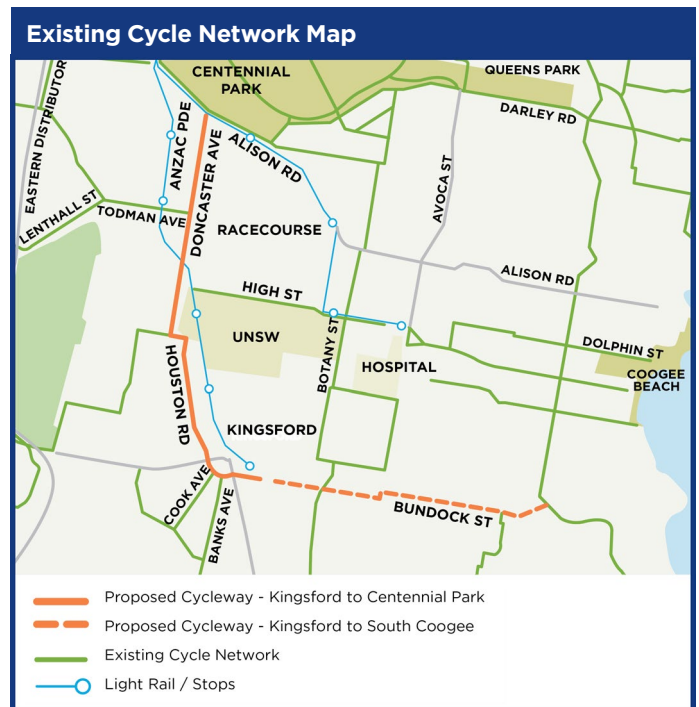 Existing Cycle Network Map
CENTENNIAL
PARK
QUEENS PARK
DARLEY RD
EASTERN DISTRIBUTOR
ANZAC PDE
ALISON RD
AVOCA ST
DONCASTER AVE
LENTHALL ST
TODMAN AVE
RACECOURSE
ALISON RD
HIGH ST
UNSW
BOTANY ST
HOSPITAL
DOLPHIN ST
COOGEE
BEACH
HOUSTON RD
KINGSFORD
COOK AVE
BANKS AVE
BUNDOCK ST
Proposed Cycleway - Kingsford to Centennial Park
Proposed Cycleway - Kingsford to South Coogee
Existing Cycle Network
Light Rail / Stops